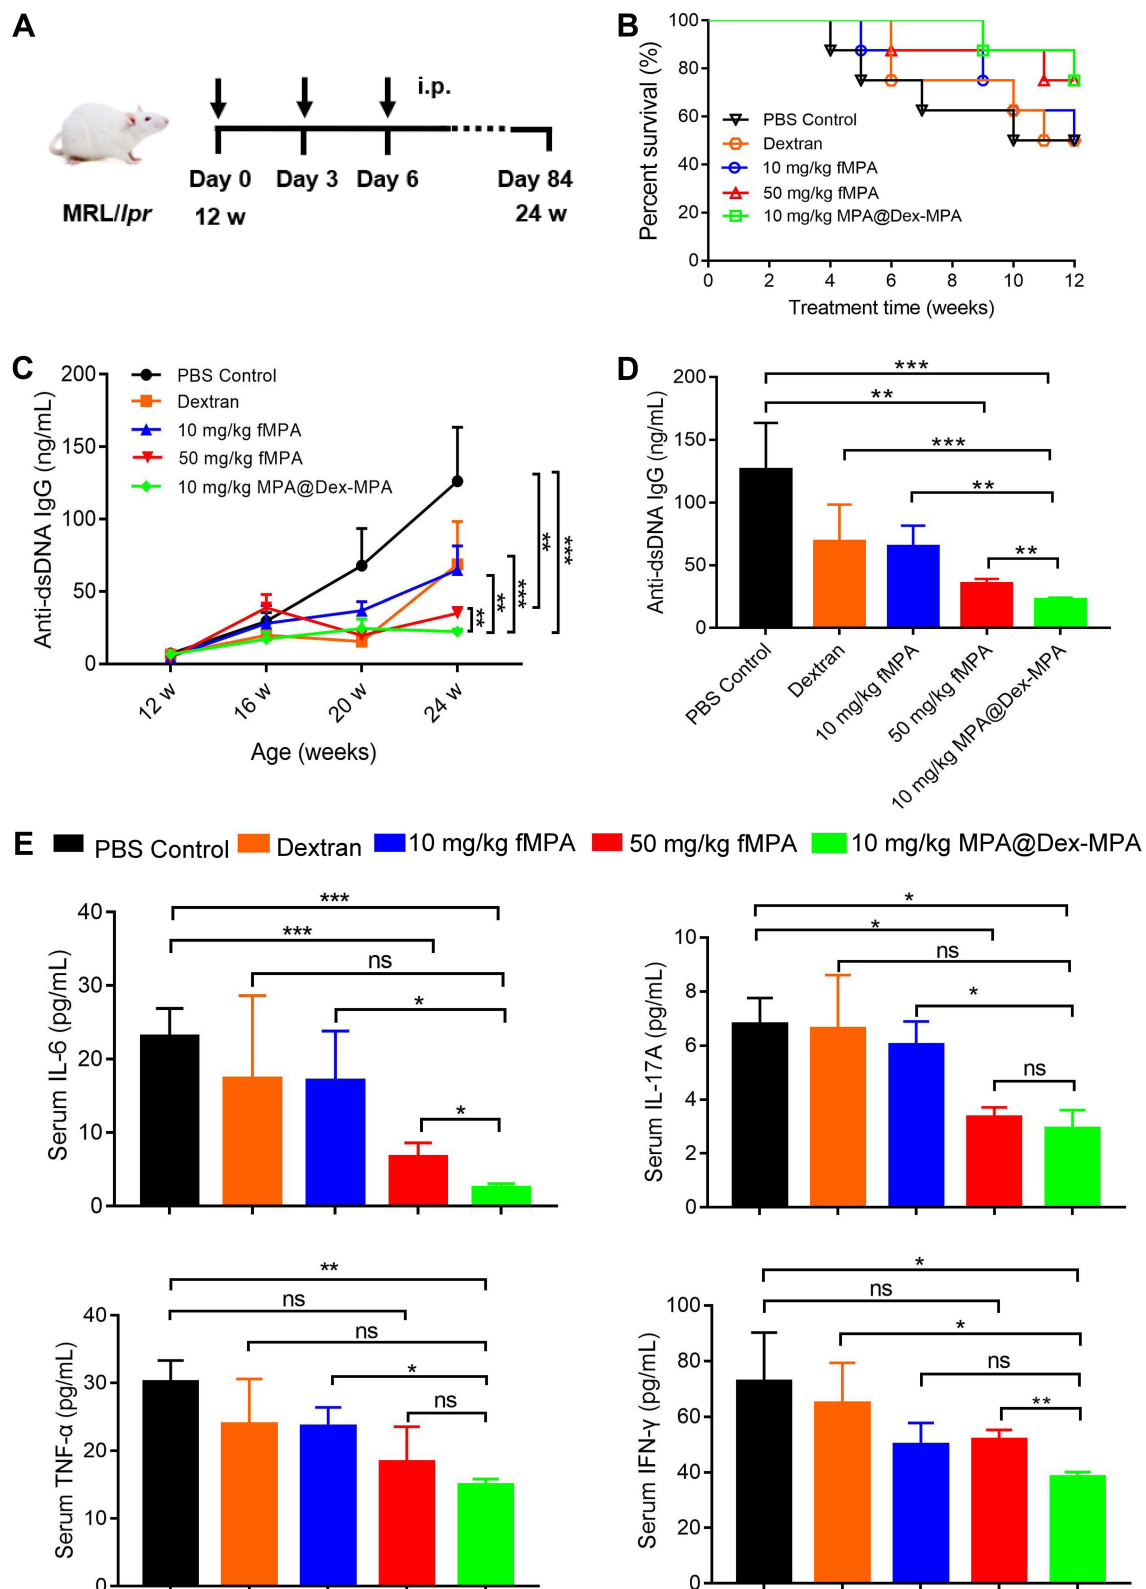 A
i.p.
Day 0 Day 3 Day 6 Day 84
MRL/lpr 12 w 24 w
B
Percent survival (%)
100
80
60
40
20
0
PBS Control
Dextran
10 mg/kg fMPA
50 mg/kg fMPA
10 mg/kg MPA@Dex-MPA
0 2 4 6 8 10 12
Treatment time (weeks)
C
Anti-dsDNA IgG (ng/mL)
200
150
100
50
0
PBS Control
Dextran
10 mg/kg fMPA
50 mg/kg fMPA
10 mg/kg MPA@Dex-MPA
** ** *** ** ***
12 w 16 w 20 w 24 w
Age (weeks)
D
Anti-dsDNA IgG (ng/mL)
200
150
100
50
0
***
**
***
**
**
PBS Control
Dextran
10 mg/kg fMPA
50 mg/kg fMPA
10 mg/kg MPA@Dex-MPA
E PBS Control Dextran 10 mg/kg fMPA 50 mg/kg fMPA 10 mg/kg MPA@Dex-MPA
Serum IL-6 (pg/mL)
40
30
20
10
0
***
***
ns
*
*
Serum IL-17A (pg/mL)
10
8
6
4
2
0
*
*
ns
*
ns
Serum TNF-α (pg/mL)
40
30
20
10
0
**
ns
ns
*
ns
Serum IFN-γ (pg/mL)
100
80
60
40
20
0
*
ns
*
ns
**